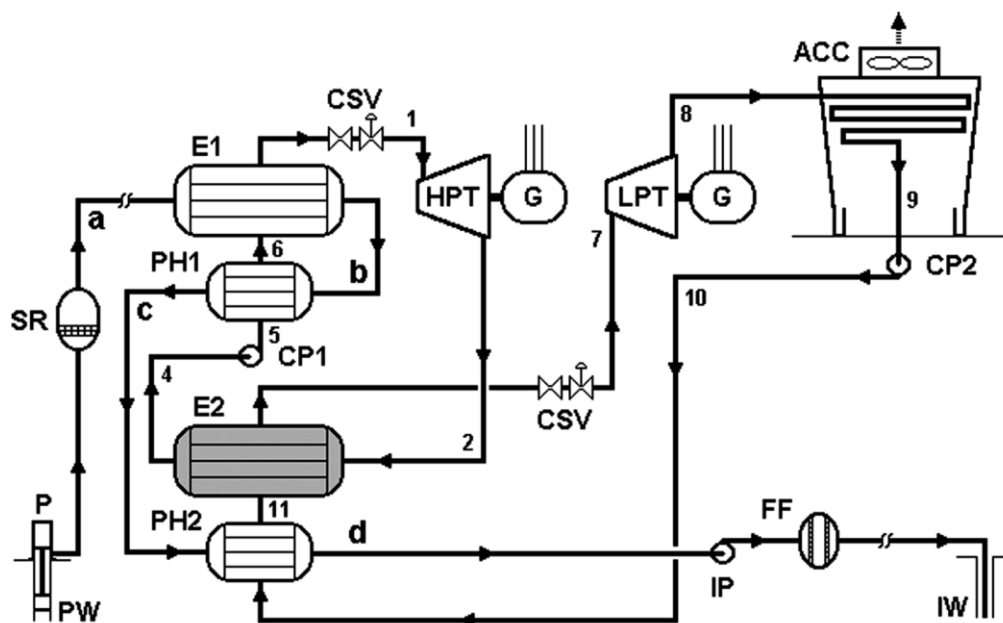 ACC
CSV
1
8
E1
a
HPT
G
LPT
G
9
7
6
PH1
b
c
CP2
10
SR
5
CP1
4
E2
CSV
2
11
P
PH2
d
FF
PW
IP
IW